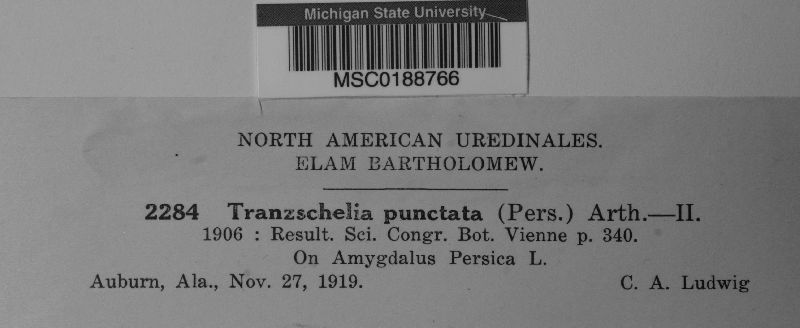 Michigan State University
MSC0188766
NORTH AMERICAN UREDINALES.
ELAM BARTHOLOMEW.
2284 Tranzschelia punctata (Pers.) Arth.—II.
1906 : Result. Sci. Congr. Bot. Vienne p. 340.
On Amygdalus Persica L.
Auburn, Ala., Nov. 27, 1919. C. A. Ludwig